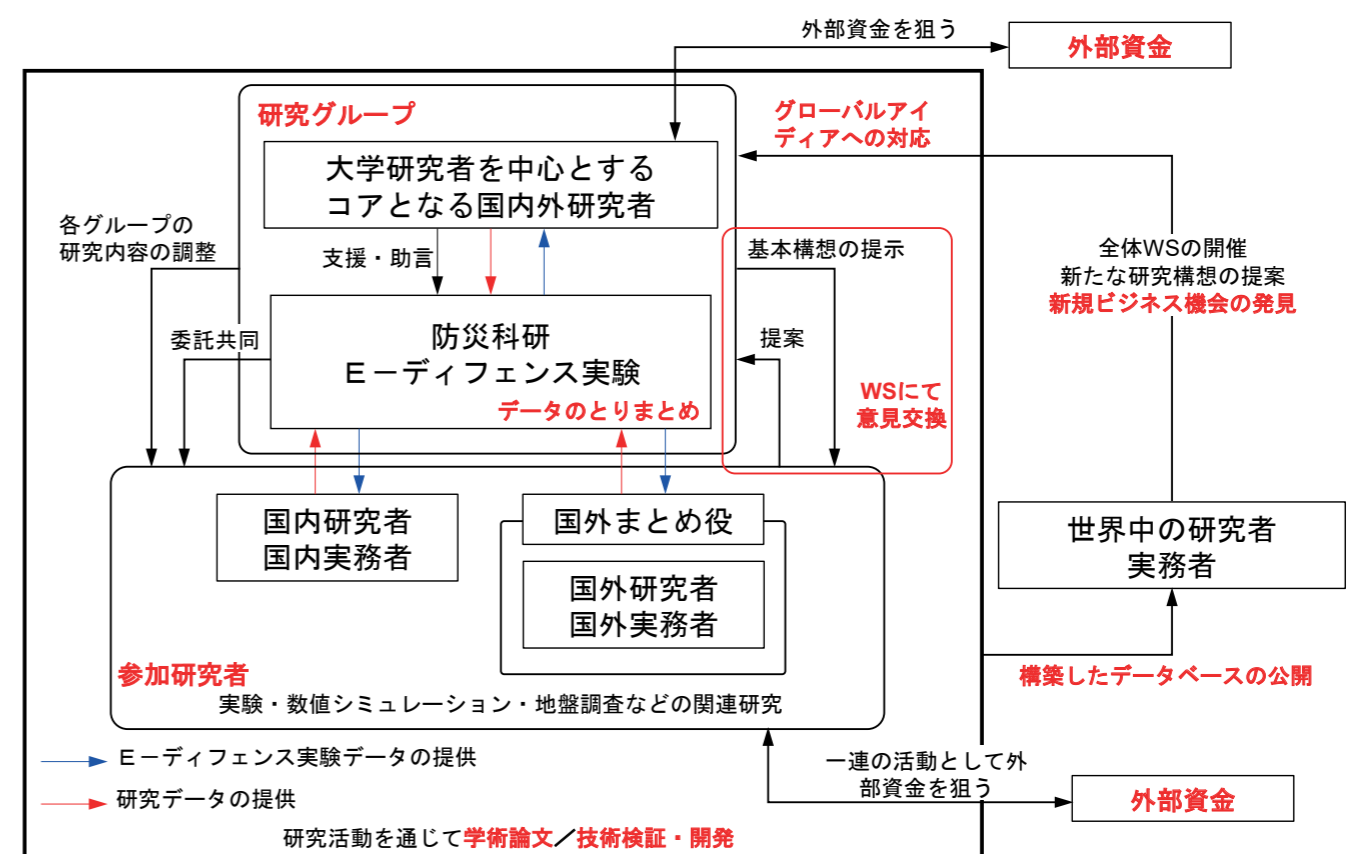 外部資金を狙う
外部資金
研究グループ
グローバルアイ
ディアへの対応
大学研究者を中心とする
コアとなる国内外研究者
各グループの
研究内容の調整
支援・助言
基本構想の提示
全体WSの開催
新たな研究構想の提案
新規ビジネス機会の発見
委託共同
防災科研
E－ディフェンス実験
データのとりまとめ
提案
WSにて
意見交換
国内研究者
国内実務者
国外まとめ役
国外研究者
国外実務者
世界中の研究者
実務者
参加研究者
実験・数値シミュレーション・地盤調査などの関連研究
構築したデータベースの公開
E－ディフェンス実験データの提供
研究データの提供
一連の活動として外
部資金を狙う
外部資金
研究活動を通じて学術論文／技術検証・開発